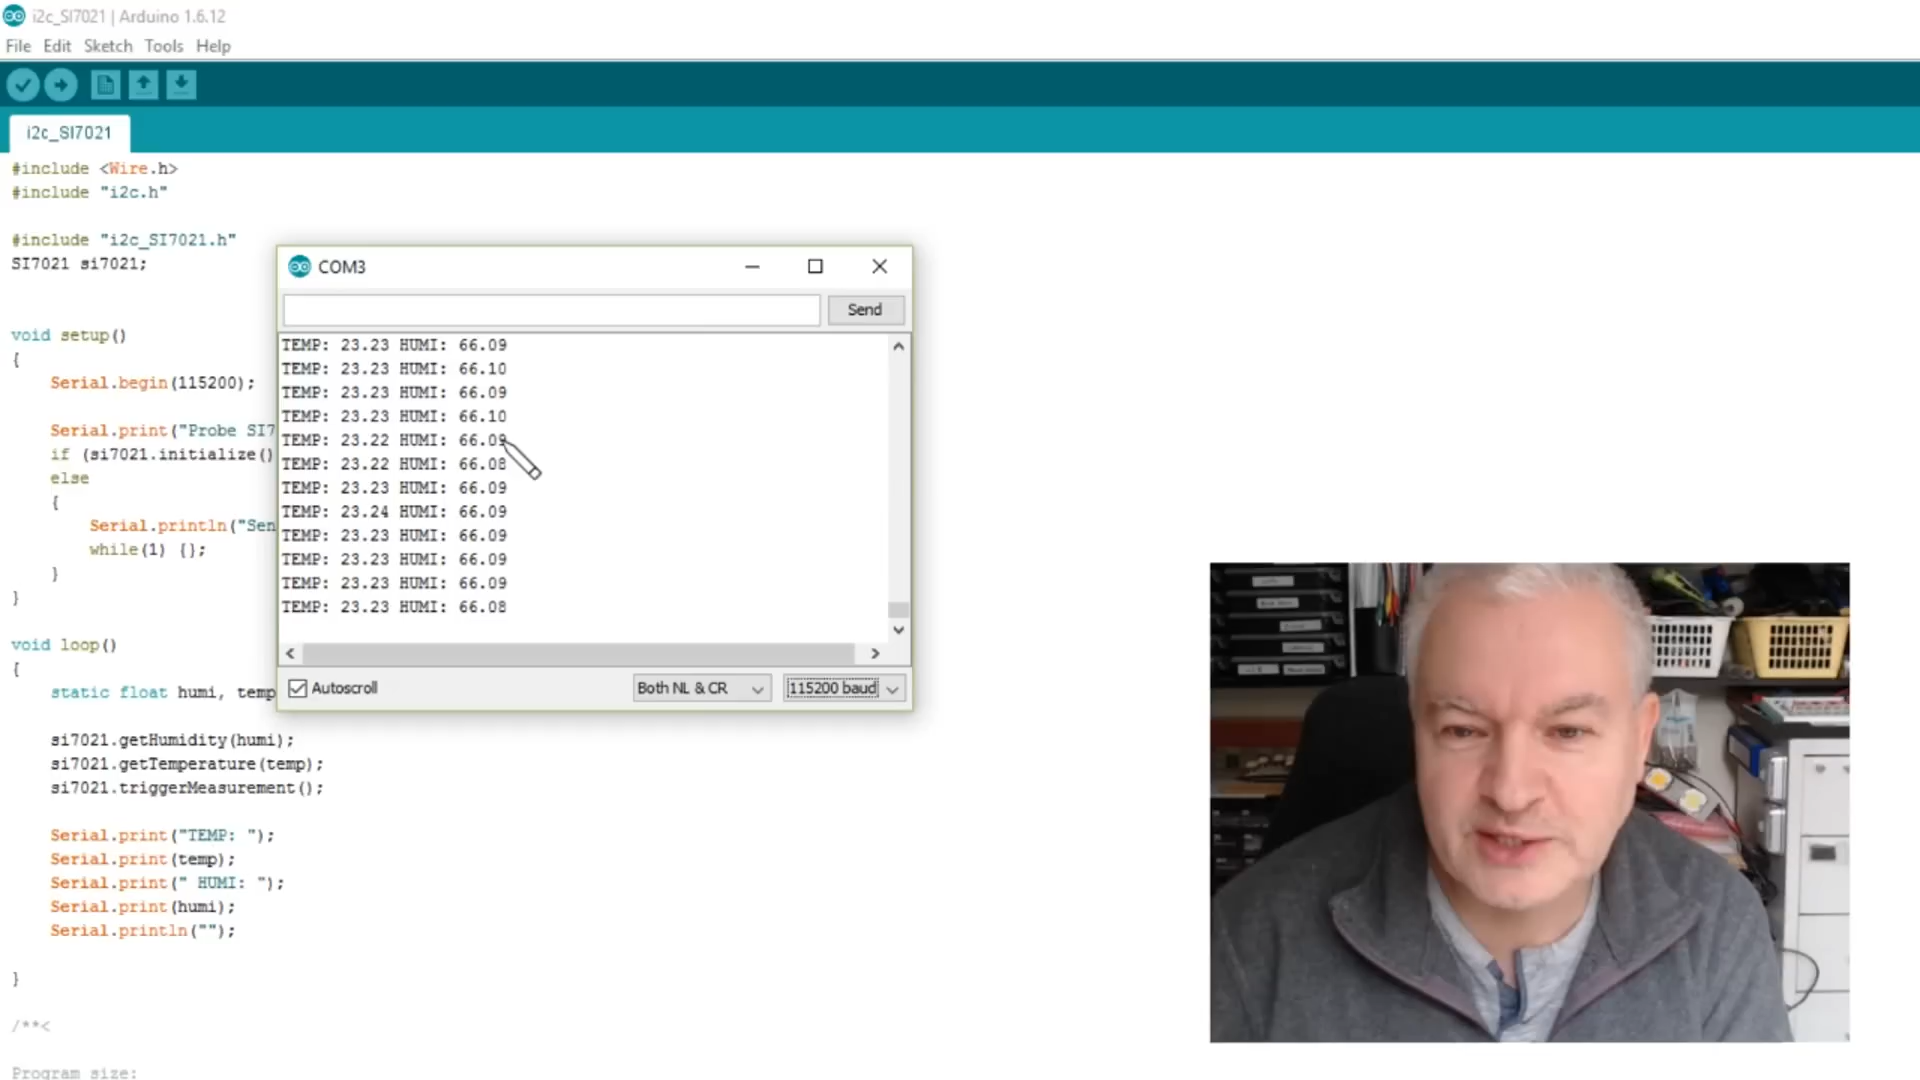 i2c_SI7021 | Arduino 1.6.12
File Edit Sketch Tools Help
i2c_SI7021
#include <Wire.h>
#include "i2c.h"
#include "i2c_SI7021.h"
SI7021 si7021;
void setup()
{
Serial.begin(115200);
Serial.print("Probe SI7
if (si7021.initialize()
else
{
Serial.println("Sen
while(1) {};
}
}
void loop()
{
static float humi, temp
si7021.getHumidity(humi);
si7021.getTemperature(temp);
si7021.triggerMeasurement();
Serial.print("TEMP: ");
Serial.print(temp);
Serial.print(" HUMI: ");
Serial.print(humi);
Serial.println("");
}
/**<
Program size:
COM3
Send
TEMP: 23.23 HUMI: 66.09
TEMP: 23.23 HUMI: 66.10
TEMP: 23.23 HUMI: 66.09
TEMP: 23.23 HUMI: 66.10
TEMP: 23.22 HUMI: 66.09
TEMP: 23.22 HUMI: 66.08
TEMP: 23.23 HUMI: 66.09
TEMP: 23.24 HUMI: 66.09
TEMP: 23.23 HUMI: 66.09
TEMP: 23.23 HUMI: 66.09
TEMP: 23.23 HUMI: 66.09
TEMP: 23.23 HUMI: 66.08
Autoscroll
Both NL & CR
115200 baud